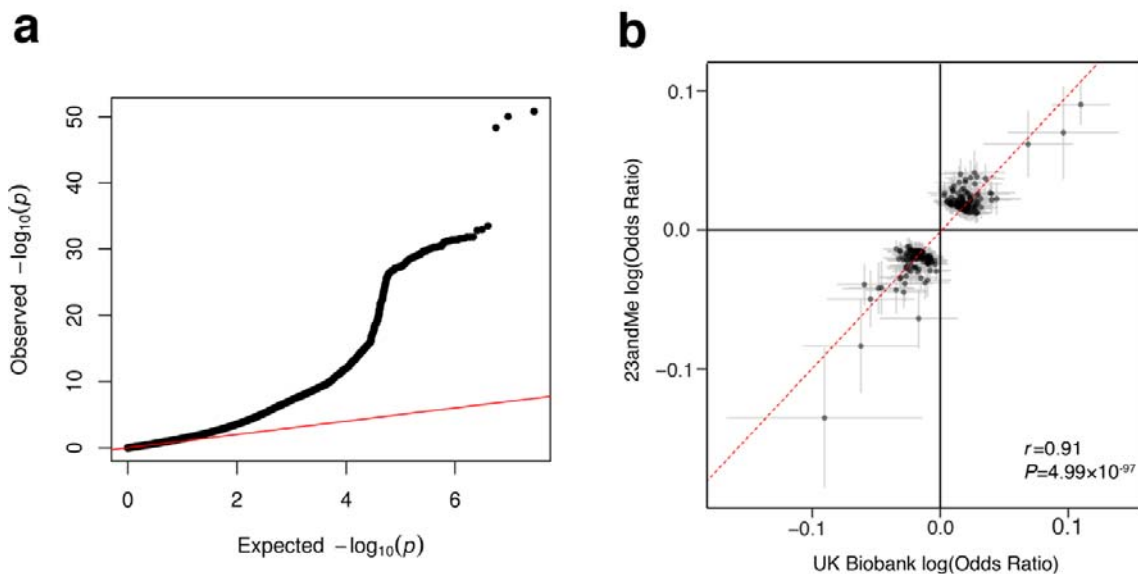 a
50
40
30
20
10
0
Observed −log10(p)
0 2 4 6
Expected −log10(p)
b
0.1
0.0
−0.1
23andMe log(Odds Ratio)
r=0.91
P=4.99×10-97
−0.1 0.0 0.1
UK Biobank log(Odds Ratio)